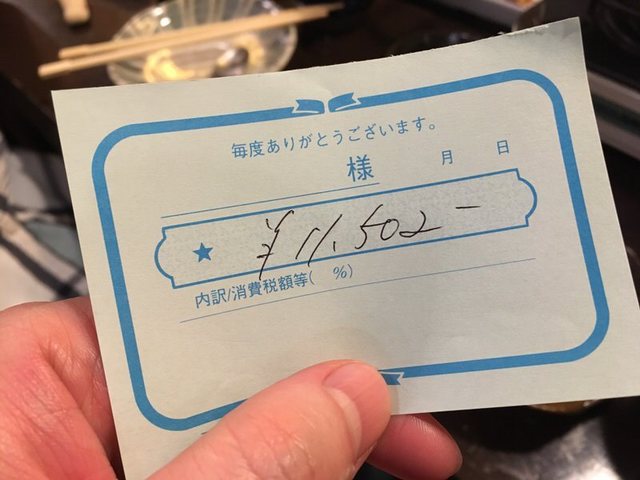 毎度ありがとうございます。
様 月 日
★ ¥11,502-
内訳/消費税額等( %)